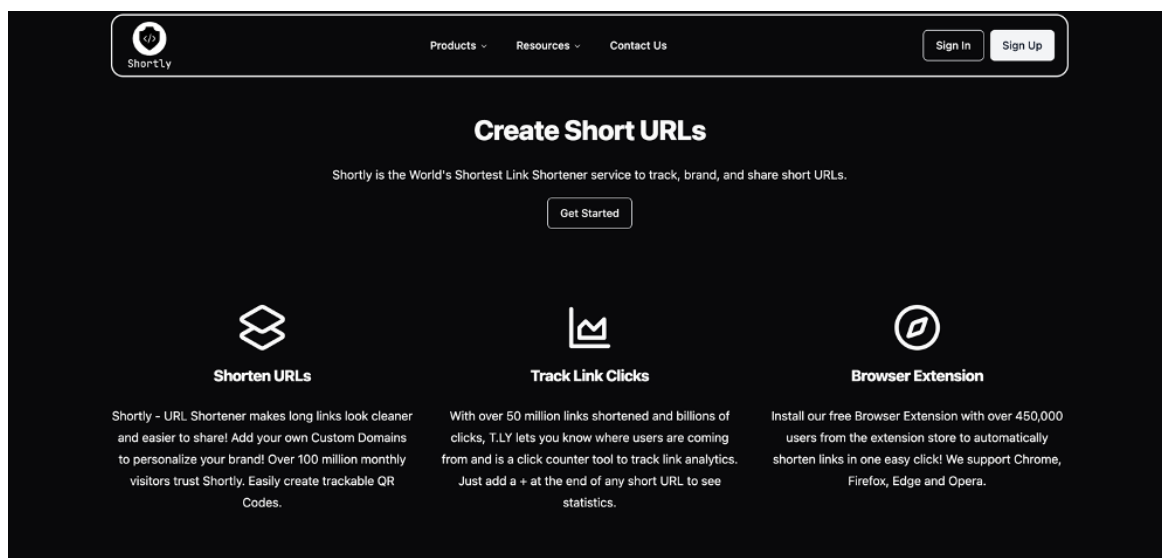 </>
Shortly
Products
Resources
Contact Us
Sign In
Sign Up
Create Short URLs
Shortly is the World's Shortest Link Shortener service to track, brand, and share short URLs.
Get Started
Shorten URLs
Shortly - URL Shortener makes long links look cleaner
and easier to share! Add your own Custom Domains
to personalize your brand! Over 100 million monthly
visitors trust Shortly. Easily create trackable QR
Codes.
Track Link Clicks
With over 50 million links shortened and billions of
clicks, T.LY lets you know where users are coming
from and is a click counter tool to track link analytics.
Just add a + at the end of any short URL to see
statistics.
Browser Extension
Install our free Browser Extension with over 450,000
users from the extension store to automatically
shorten links in one easy click! We support Chrome,
Firefox, Edge and Opera.